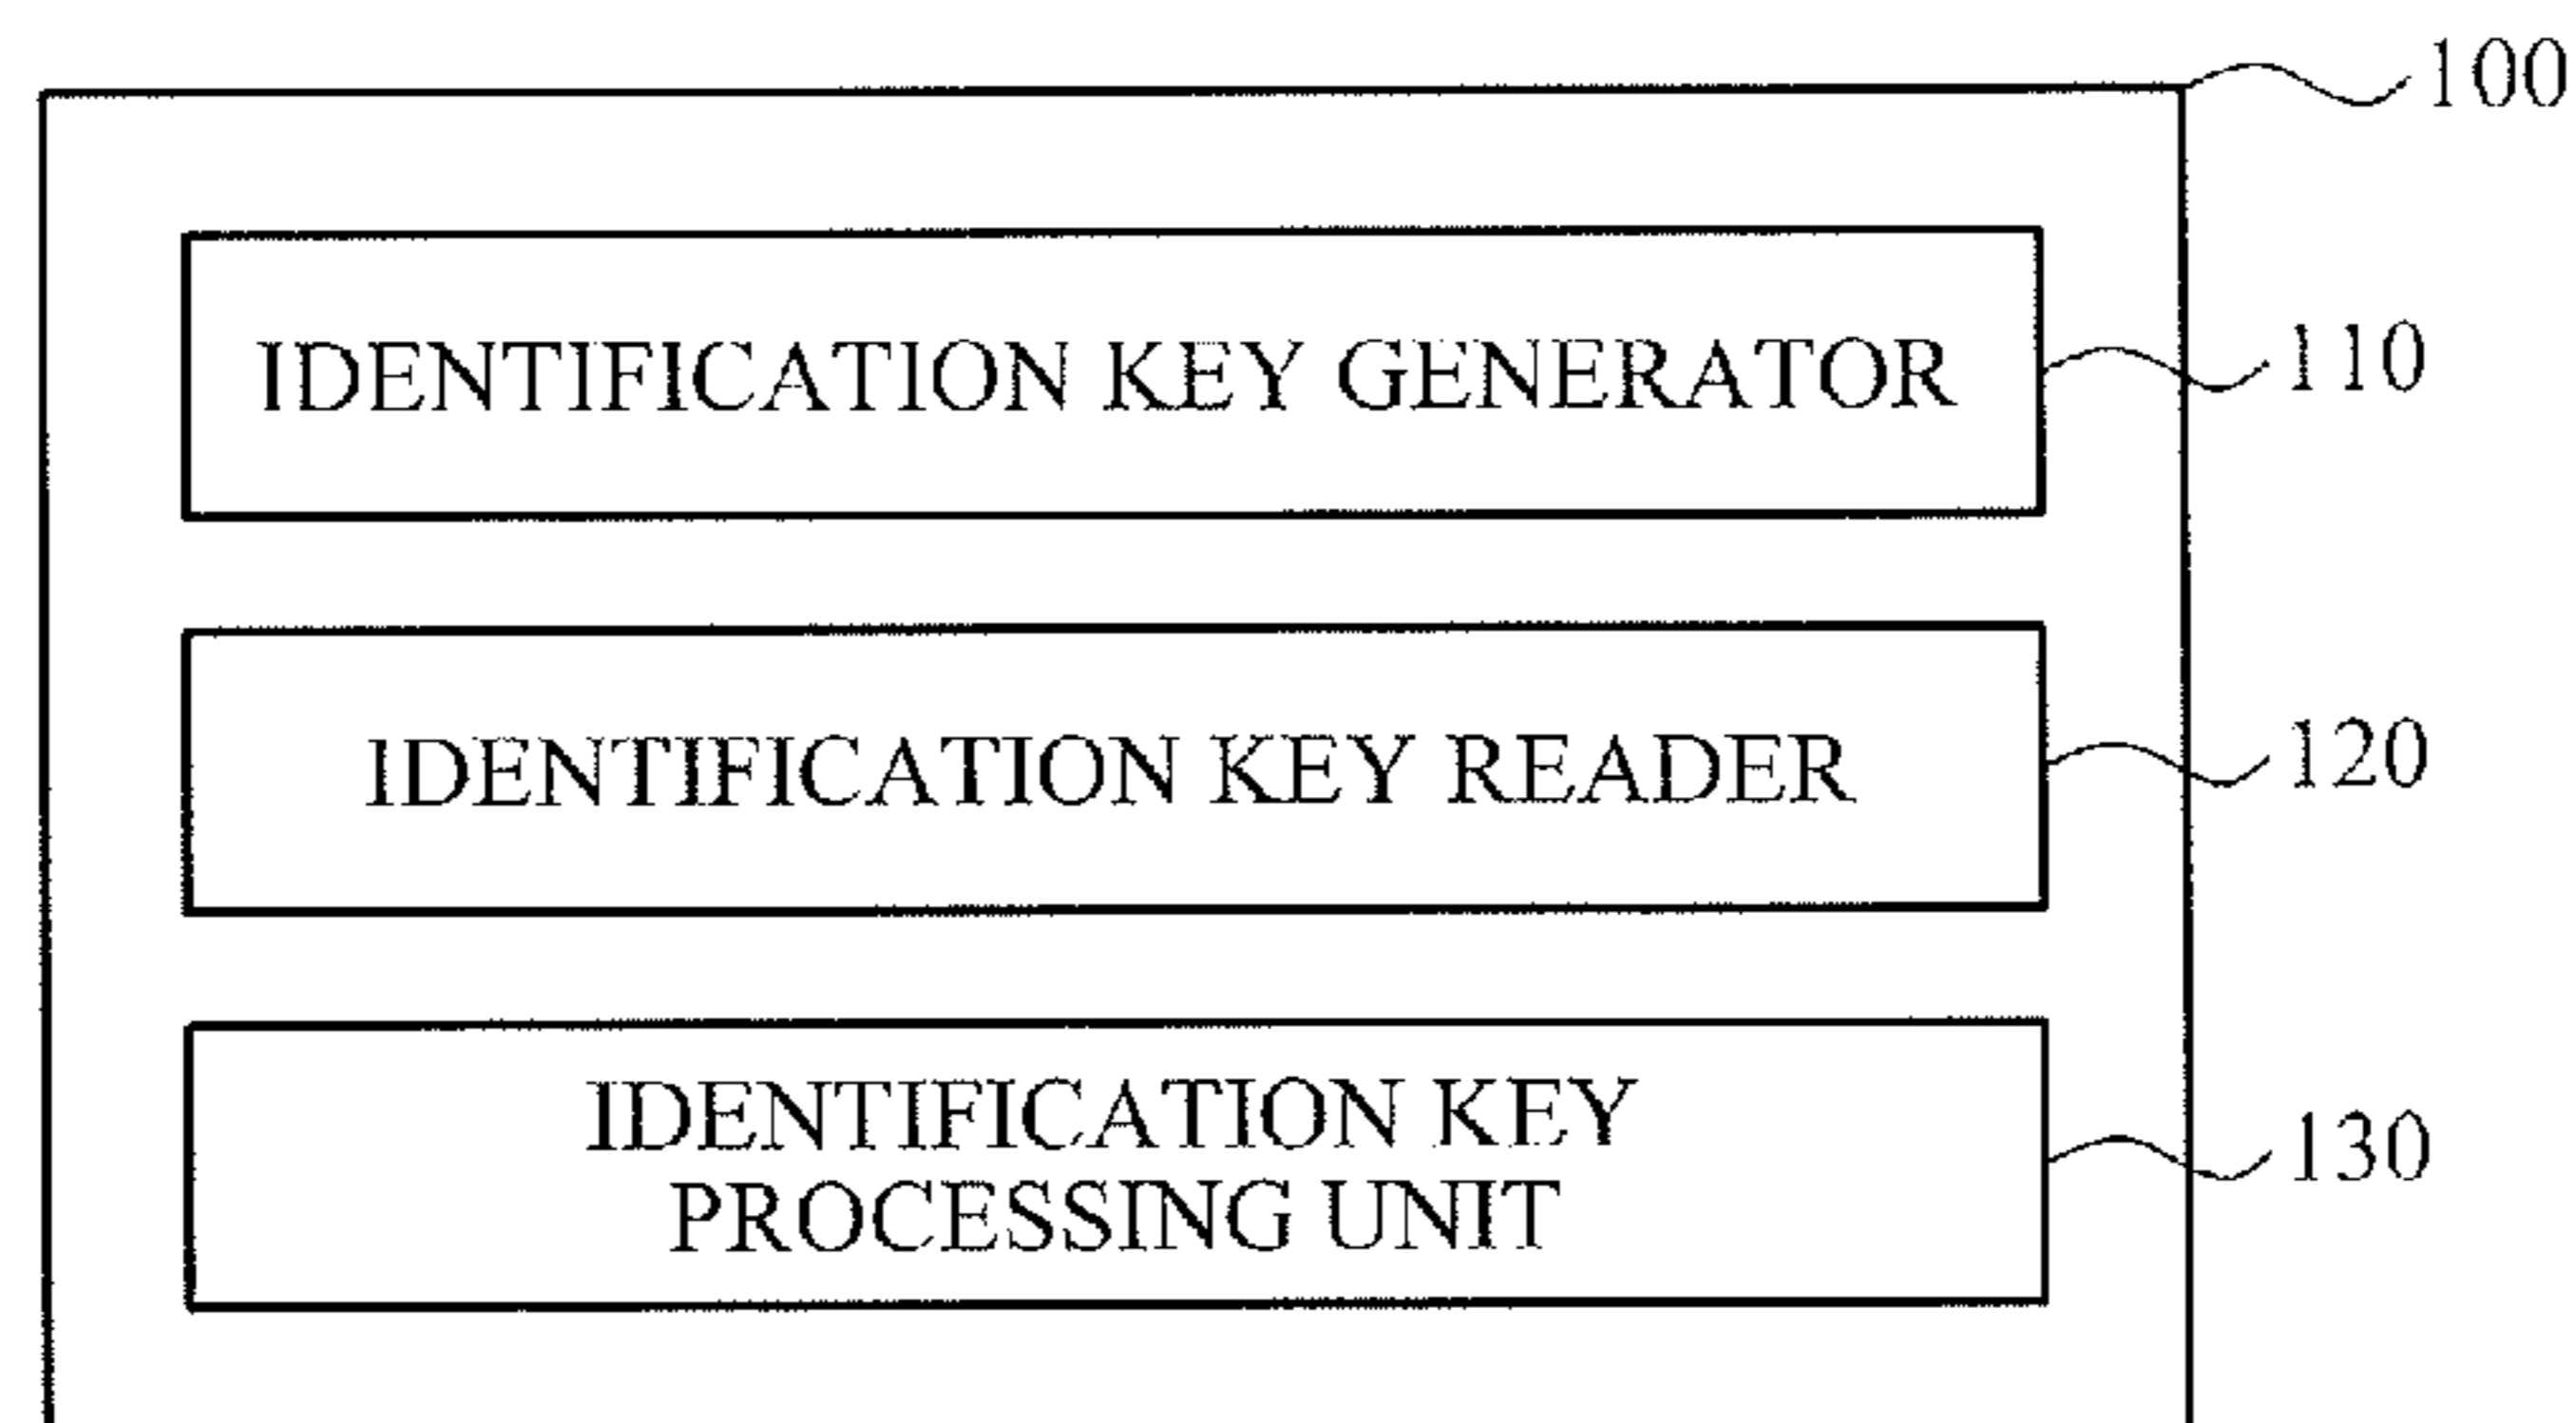 100
IDENTIFICATION KEY GENERATOR 110
IDENTIFICATION KEY READER 120
IDENTIFICATION KEY
PROCESSING UNIT
130